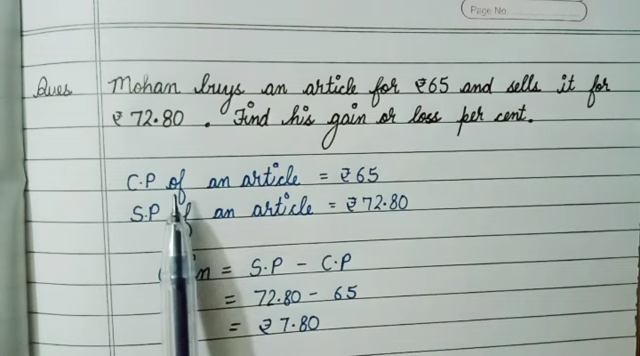 Page No.
Ques Mohan buys an article for ₹65 and sells it for
₹72.80. Find his gain or loss per cent.
C.P of an article = ₹65
S.P of an article = ₹72.80
= S.P - C.P
= 72.80 - 65
= ₹7.80